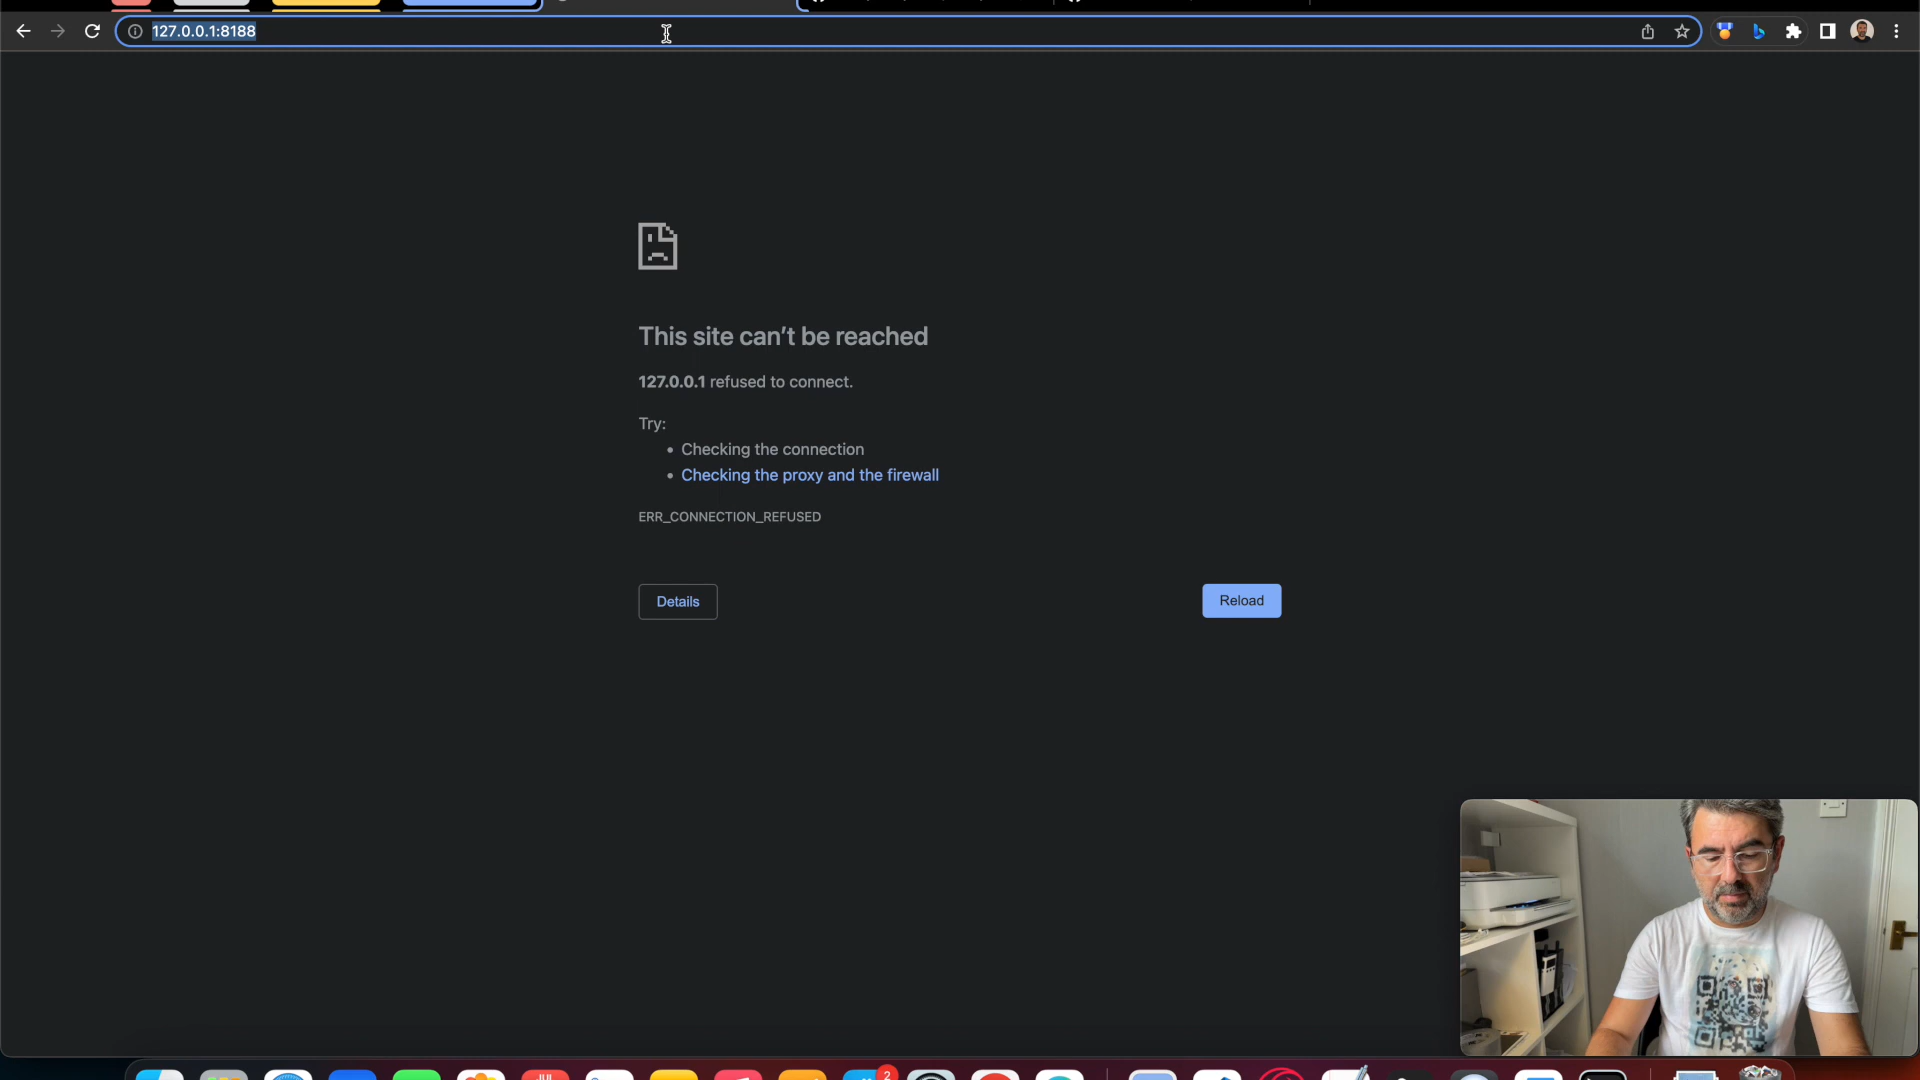 127.0.0.1:8188
This site can't be reached
127.0.0.1 refused to connect.
Try:
• Checking the connection
• Checking the proxy and the firewall
ERR_CONNECTION_REFUSED
Details
Reload
2